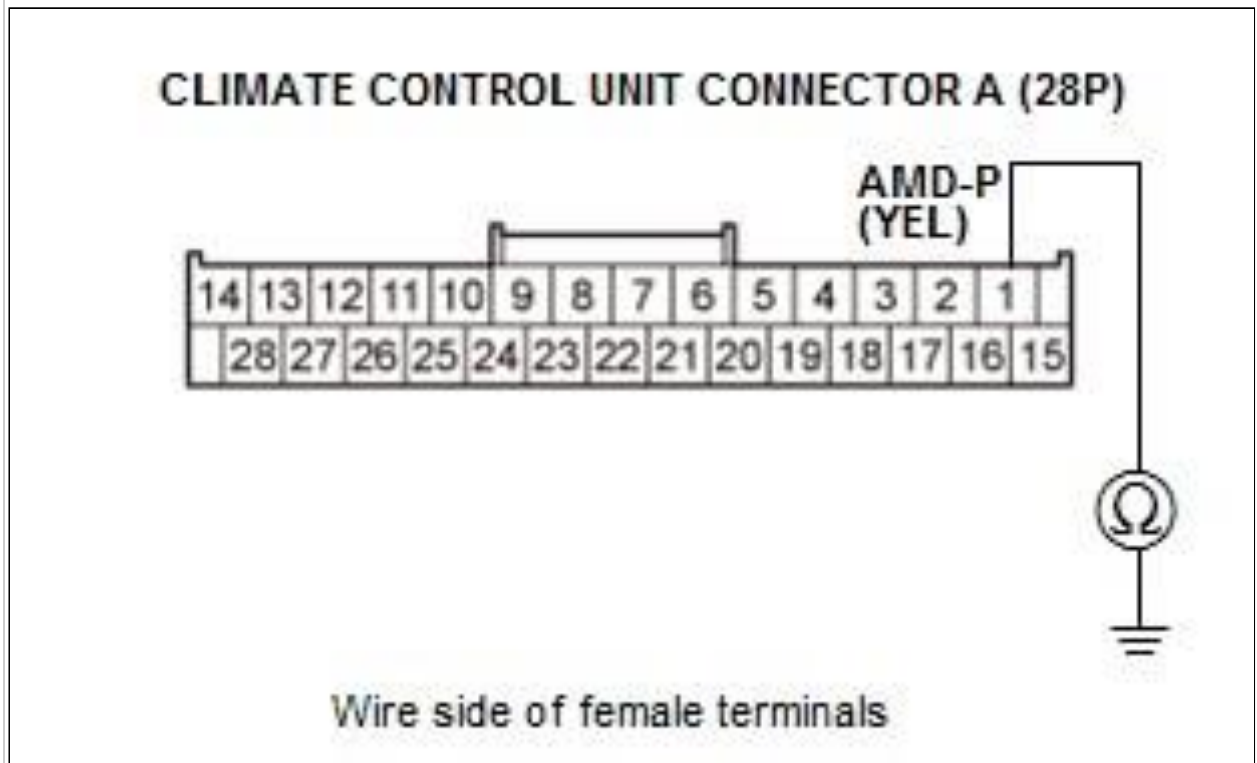 CLIMATE CONTROL UNIT CONNECTOR A (28P)
AMD-P
(YEL)
14 13 12 11 10 9 8 7 6 5 4 3 2 1
28 27 26 25 24 23 22 21 20 19 18 17 16 15
Ω
Wire side of female terminals